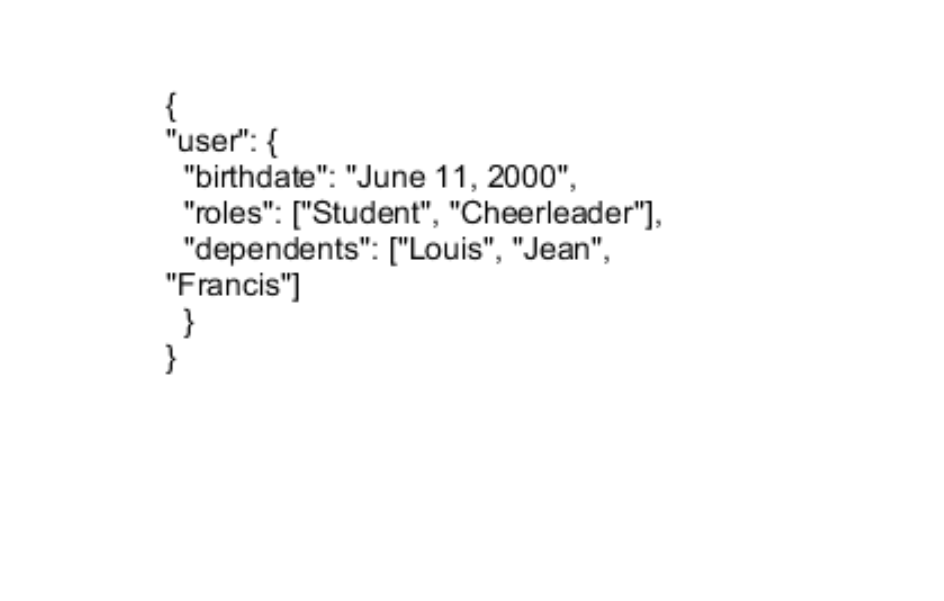 {
"user": {
"birthdate": "June 11, 2000",
"roles": ["Student", "Cheerleader"],
"dependents": ["Louis", "Jean",
"Francis"]
}
}